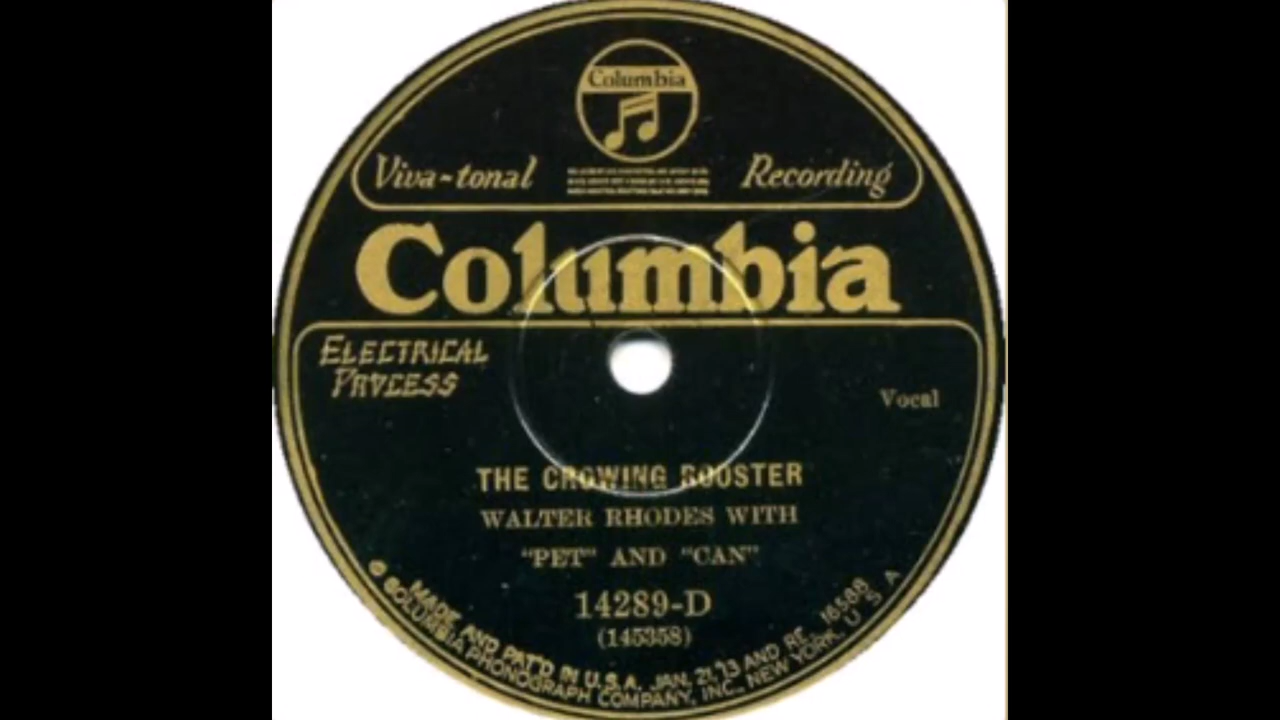 Columbia
Viva-tonal Recording
Columbia
ELECTRICAL
PROCESS
Vocal
THE CROWING ROOSTER
WALTER RHODES WITH
"PET" AND "CAN"
14289-D
(145358)
MADE AND PAT'D IN U.S.A. JAN. 21, '13 AND RE. 16588
COLUMBIA PHONOGRAPH COMPANY, INC., NEW YORK, U S A